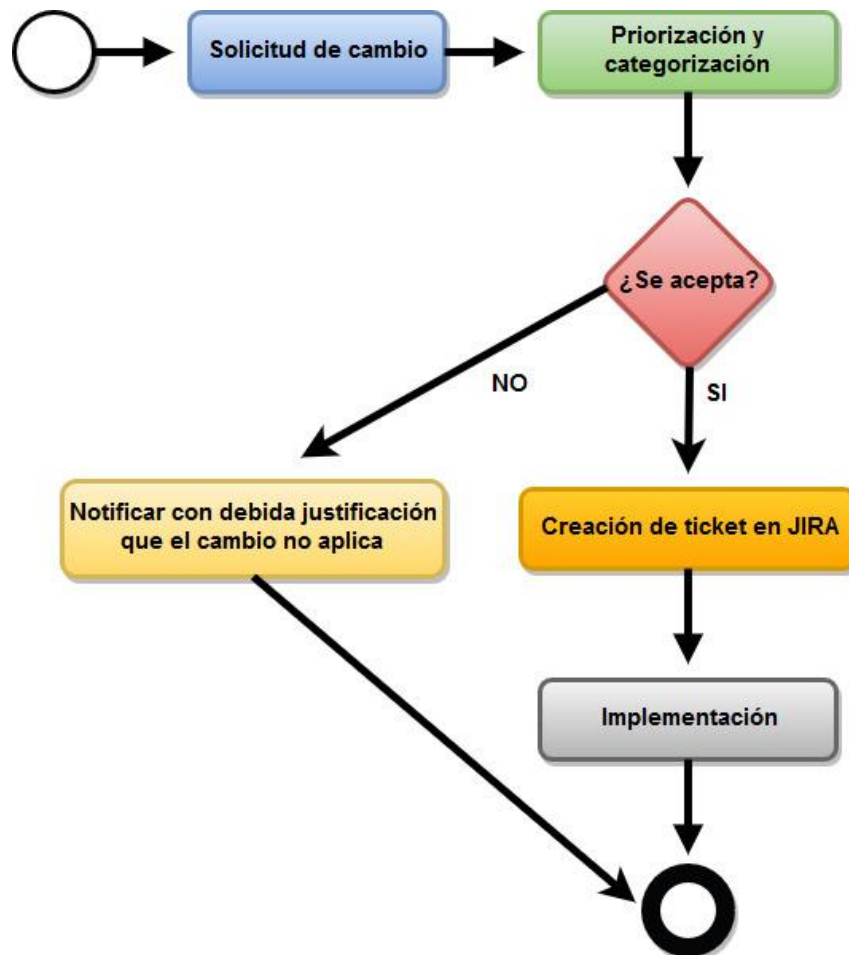 Solicitud de cambio
Priorización y
categorización
¿Se acepta?
NO
SI
Notificar con debida justificación
que el cambio no aplica
Creación de ticket en JIRA
Implementación